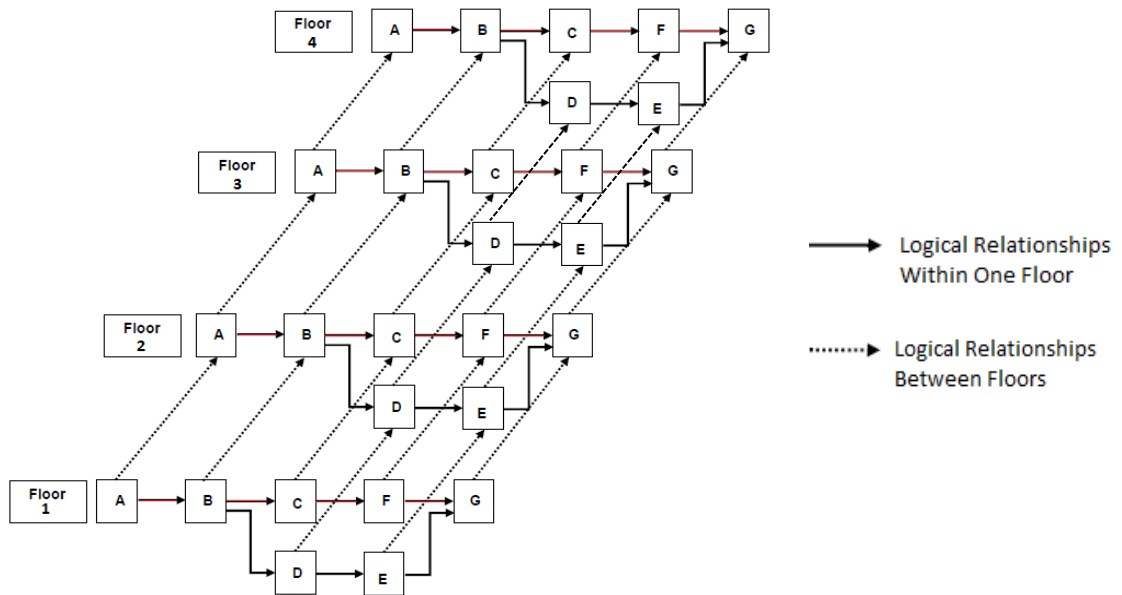 Floor
4
A
B
C
F
G
D
E
Floor
3
A
B
C
F
G
D
E
Logical Relationships
Within One Floor
Floor
2
A
B
C
F
G
D
E
Logical Relationships
Between Floors
Floor
1
A
B
C
F
G
D
E